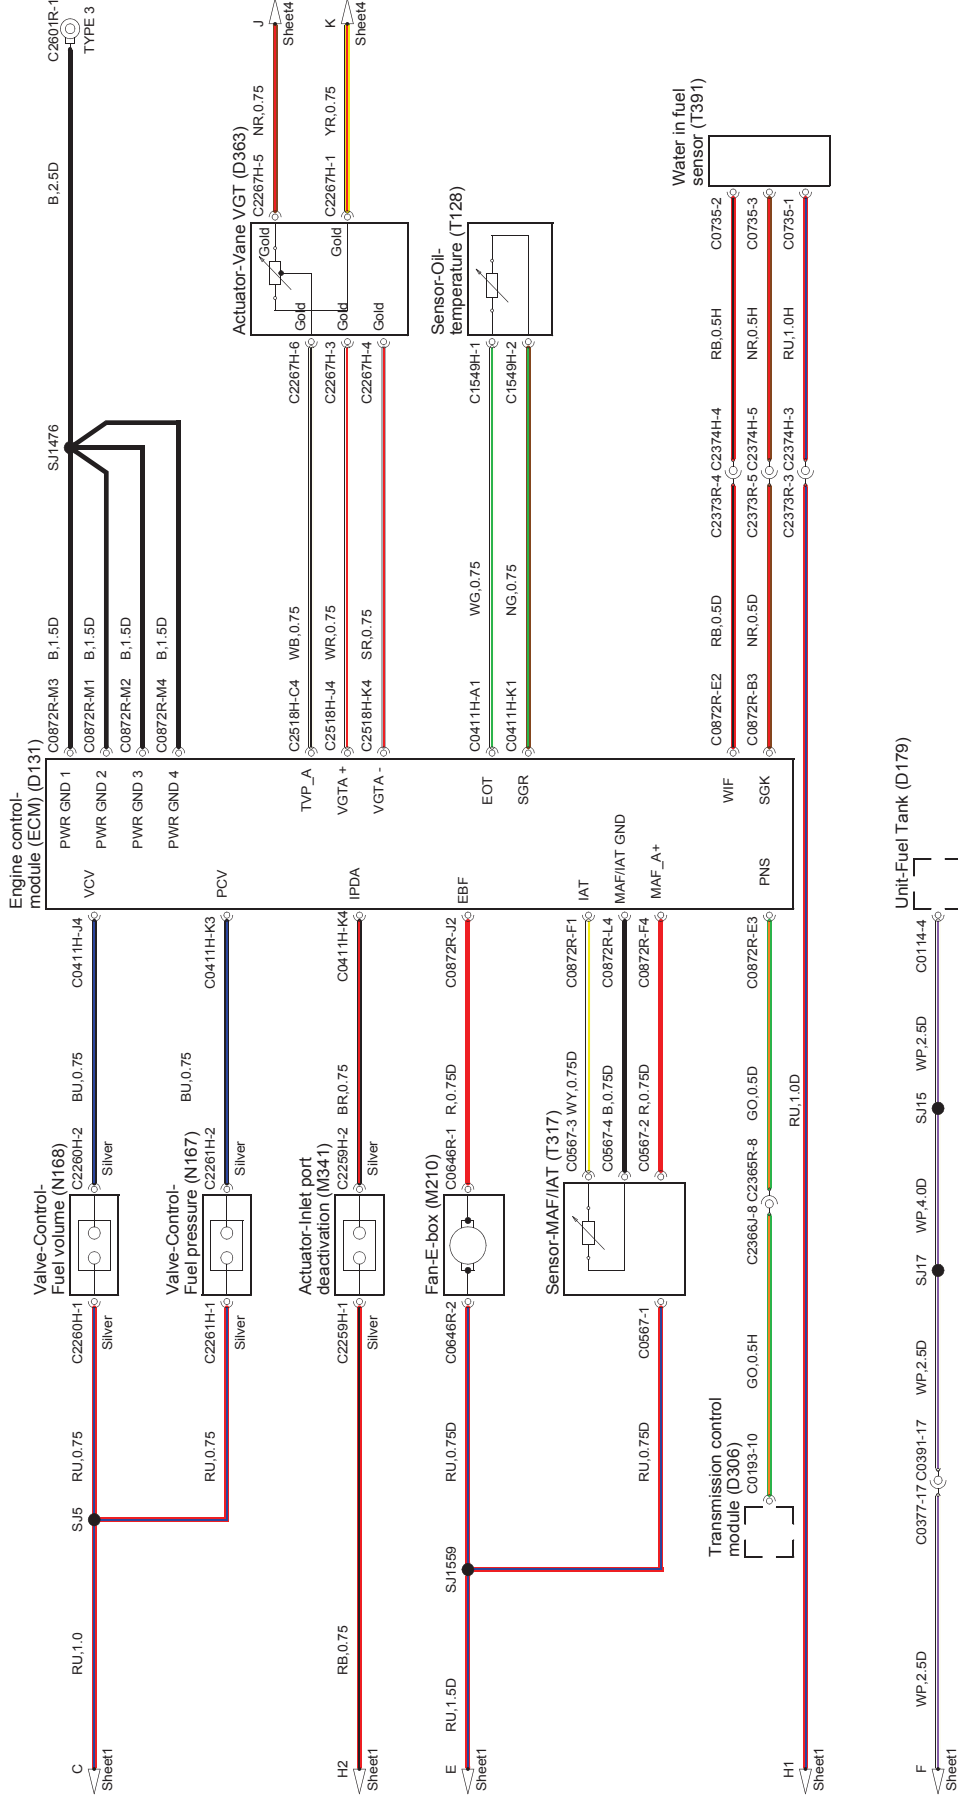 C2601R-1
TYPE 3
B,2.5D
SJ1476
J
Sheet4
K
Sheet4
NR,0.75
YR,0.75
Actuator-Vane VGT (D363)
C2267H-5
C2267H-1
Gold
Gold
Gold
Gold
Gold
C2267H-6
C2267H-3
C2267H-4
WB,0.75
WR,0.75
SR,0.75
C2518H-C4
C2518H-J4
C2518H-K4
Sensor-Oil-
temperature (T128)
C1549H-1
C1549H-2
WG,0.75
NG,0.75
C0411H-A1
C0411H-K1
Water in fuel
sensor (T391)
C0735-2
C0735-3
C0735-1
RB,0.5H
NR,0.5H
RU,1.0H
C2373R-4 C2374H-4
C2373R-5 C2374H-5
C2373R-3 C2374H-3
RB,0.5D
NR,0.5D
C0872R-E2
C0872R-B3
C0872R-M3
C0872R-M1
C0872R-M2
C0872R-M4
B,1.5D
B,1.5D
B,1.5D
B,1.5D
Engine control-
module (ECM) (D131)
PWR GND 1
PWR GND 2
PWR GND 3
PWR GND 4
TVP_A
VGTA +
VGTA -
EOT
SGR
WIF
SGK
VCV
PCV
IPDA
EBF
IAT
MAF/IAT GND
MAF_A+
PNS
C0411H-J4
C0411H-K3
C0411H-K4
C0872R-J2
C0872R-F1
C0872R-L4
C0872R-F4
C0872R-E3
BU,0.75
BU,0.75
BR,0.75
R,0.75D
WY,0.75D
B,0.75D
R,0.75D
GO,0.5D
RU,1.0D
Valve-Control-
Fuel volume (N168)
C2260H-2
Silver
C2260H-1
Silver
Valve-Control-
Fuel pressure (N167)
C2261H-2
Silver
C2261H-1
Silver
Actuator-Inlet port
deactivation (M341)
C2259H-2
Silver
C2259H-1
Silver
Fan-E-box (M210)
C0646R-1
C0646R-2
Sensor-MAF/IAT (T317)
C0567-3
C0567-4
C0567-2
C0567-1
C2366J-8 C2365R-8
GO,0.5H
Transmission control
module (D306)
C0193-10
RU,0.75
RU,0.75
SJ5
RU,1.0
C
Sheet1
RB,0.75
H2
Sheet1
RU,0.75D
RU,0.75D
SJ1559
RU,1.5D
E
Sheet1
H1
Sheet1
Unit-Fuel Tank (D179)
C0114-4
WP,2.5D
SJ15
WP,4.0D
SJ17
WP,2.5D
C0377-17 C0391-17
WP,2.5D
F
Sheet1